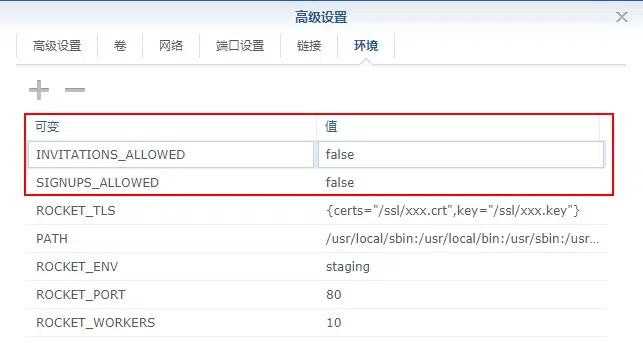 高级设置
高级设置 卷 网络 端口设置 链接 环境
可变 值
INVITATIONS_ALLOWED false
SIGNUPS_ALLOWED false
ROCKET_TLS {certs="/ssl/xxx.crt",key="/ssl/xxx.key"}
PATH /usr/local/sbin:/usr/local/bin:/usr/sbin:/usr...
ROCKET_ENV staging
ROCKET_PORT 80
ROCKET_WORKERS 10